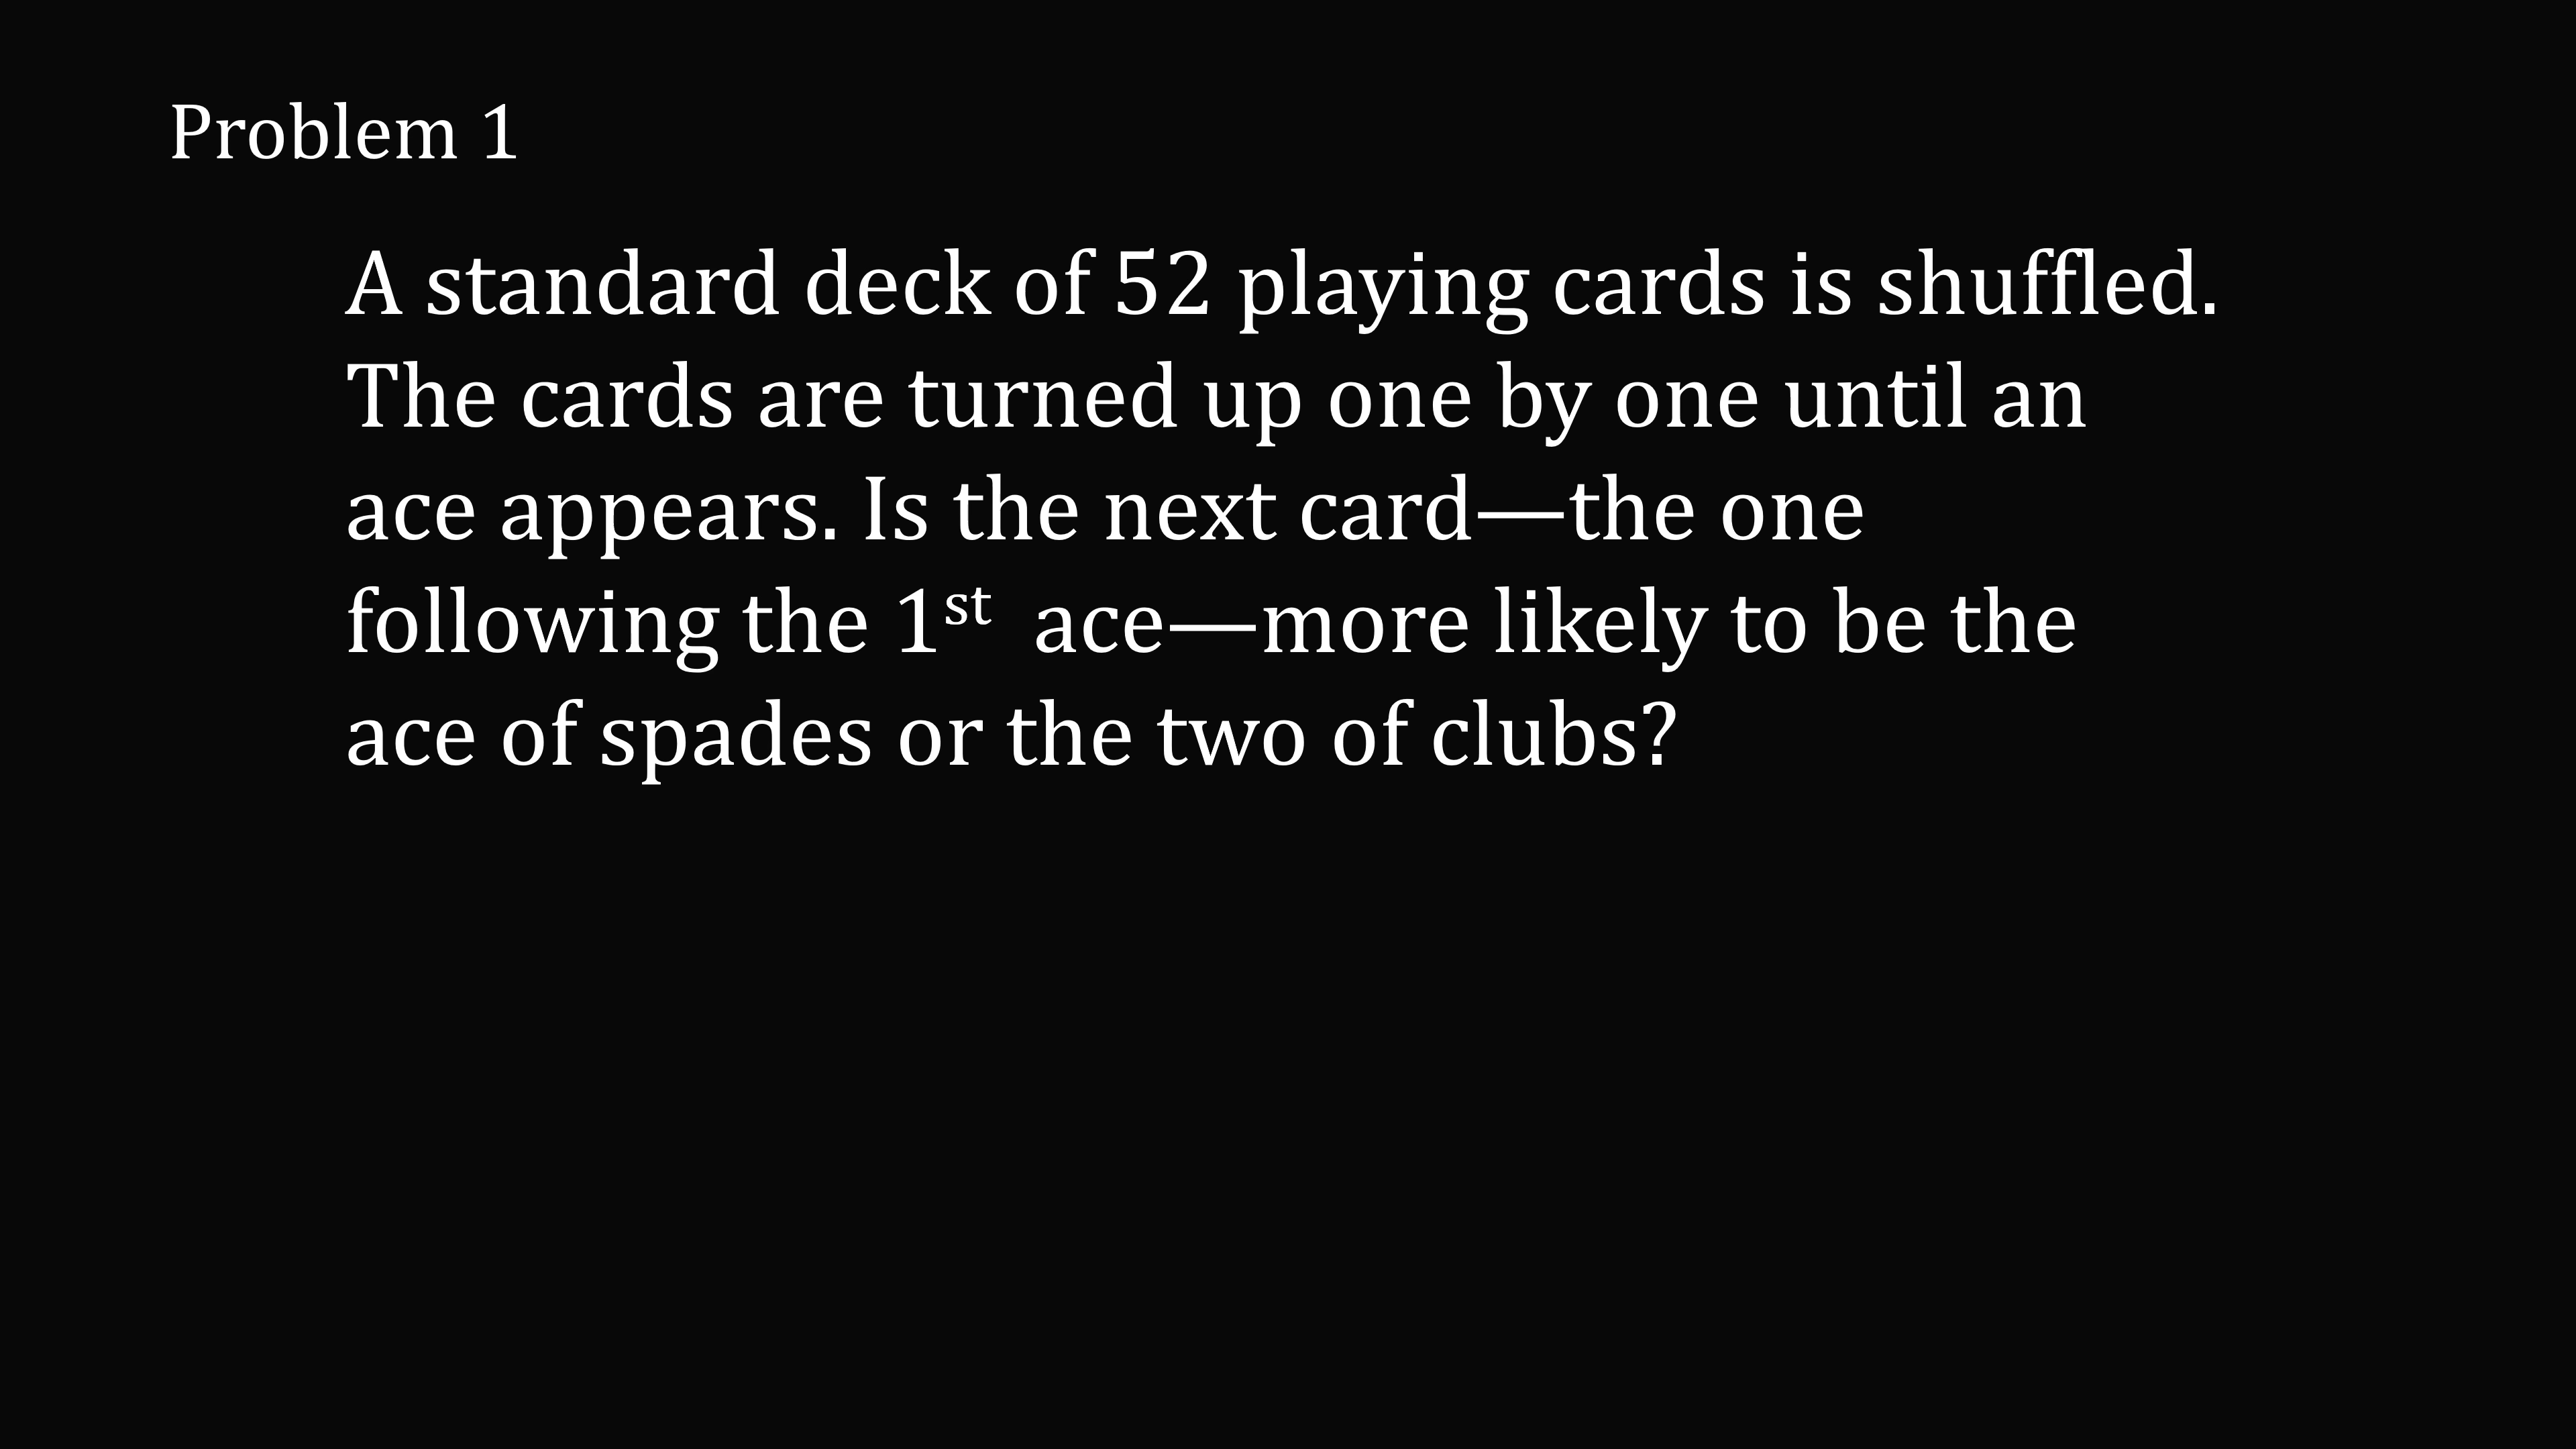 Problem 1
A standard deck of 52 playing cards is shuffled.
The cards are turned up one by one until an
ace appears. Is the next card—the one
following the 1st ace—more likely to be the
ace of spades or the two of clubs?